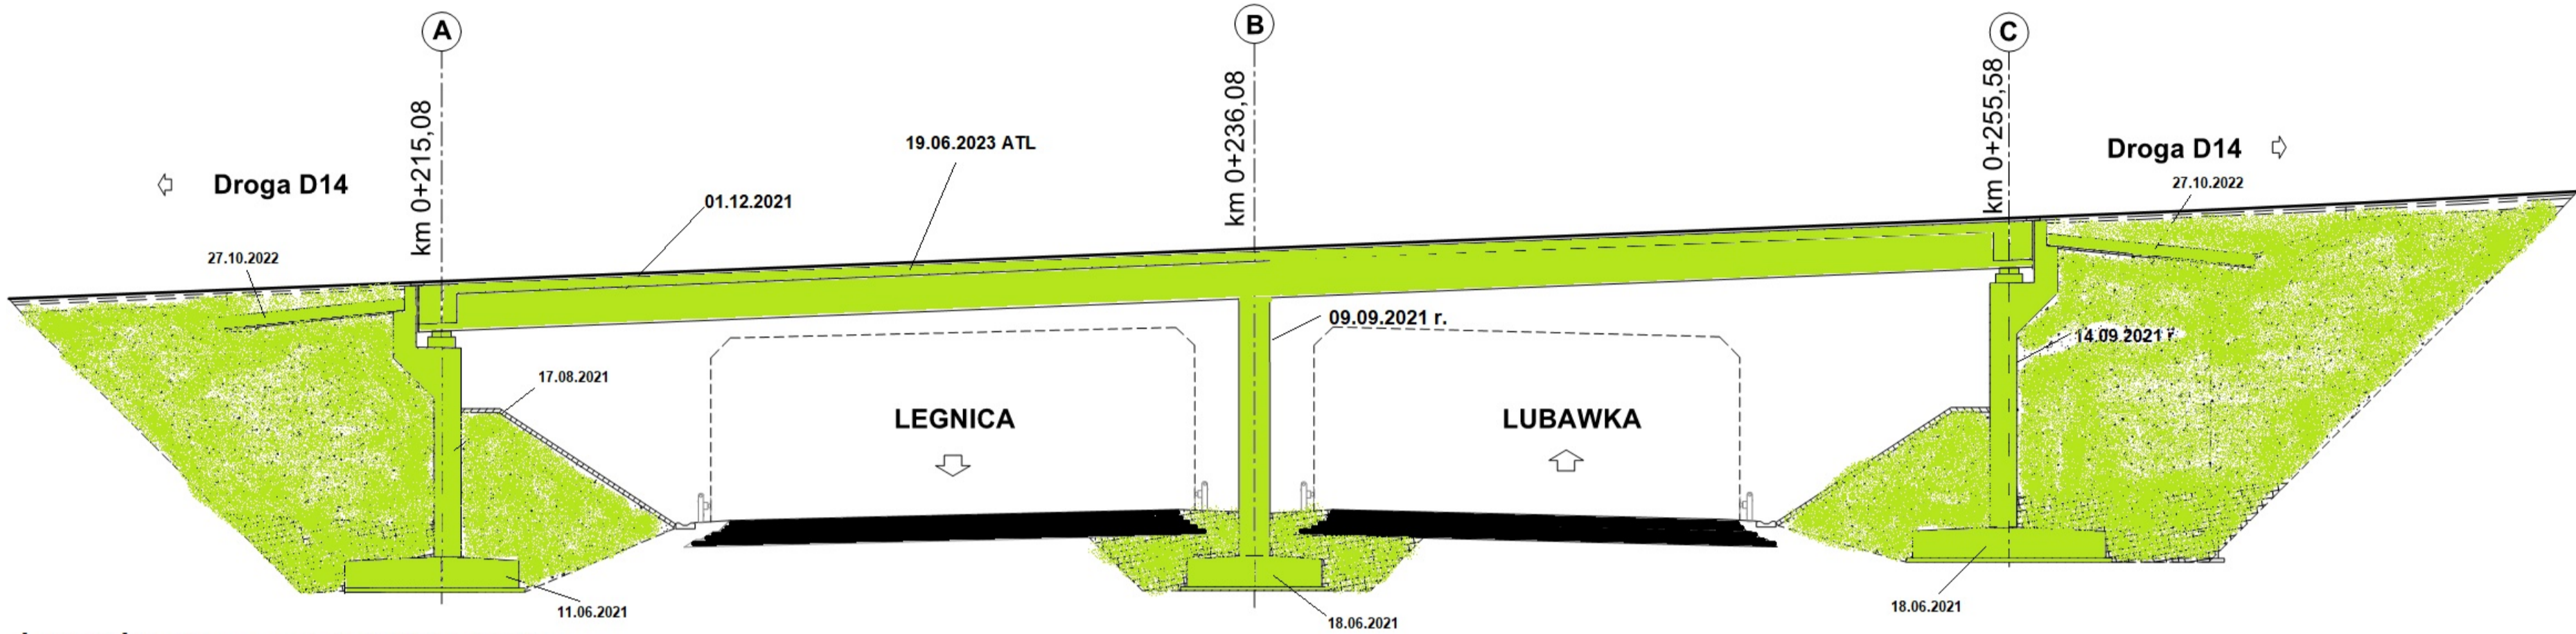 A
B
C
km 0+215,08
km 0+236,08
km 0+255,58
19.06.2023 ATL
Droga D14
Droga D14
27.10.2022
01.12.2021
27.10.2022
09.09.2021 r.
14.09.2021 r.
17.08.2021
LEGNICA
LUBAWKA
11.06.2021
18.06.2021
18.06.2021